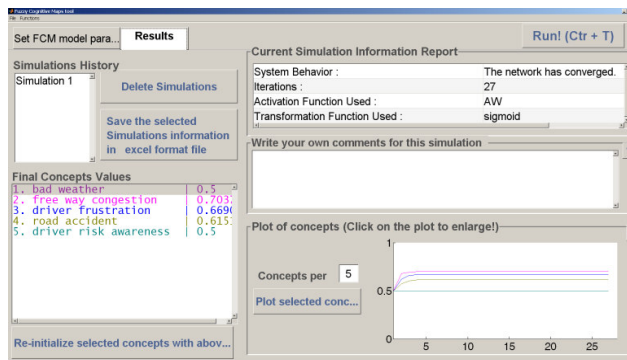 Fuzzy Cognitive Maps tool
File Functions
Set FCM model para...
Results
Run! (Ctr + T)
Simulations History
Simulation 1
Delete Simulations
Save the selected
Simulations information
in excel format file
Current Simulation Information Report
System Behavior : The network has converged.
Iterations : 27
Activation Function Used : AW
Transformation Function Used : sigmoid
Write your own comments for this simulation
Final Concepts Values
1. bad weather | 0.5
2. free way congestion | 0.703
3. driver frustration | 0.669
4. road accident | 0.615
5. driver risk awareness | 0.5
Re-initialize selected concepts with abov...
Plot of concepts (Click on the plot to enlarge!)
Concepts per 5
Plot selected conc...
1
0.5
0
5 10 15 20 25